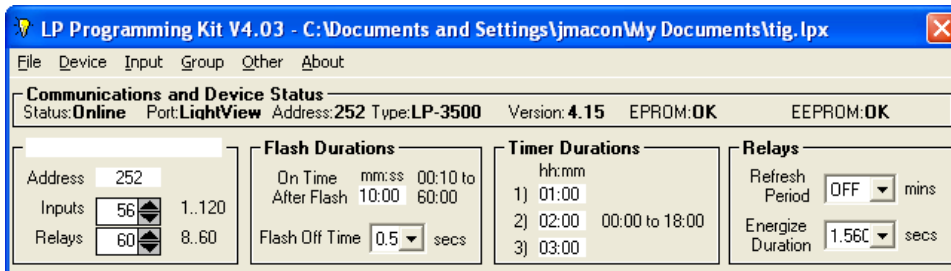 LP Programming Kit V4.03 - C:\Documents and Settings\jmacon\My Documents\tig.lpx
File Device Input Group Other About
Communications and Device Status
Status:Online Port:LightView Address:252 Type:LP-3500 Version: 4.15 EPROM:OK EEPROM:OK
Address 252
Inputs 56 1..120
Relays 60 8..60
Flash Durations
On Time mm:ss 00:10 to
After Flash 10:00 60:00
Flash Off Time 0.5 secs
Timer Durations
hh:mm
1) 01:00
2) 02:00 00:00 to 18:00
3) 03:00
Relays
Refresh
Period OFF mins
Energize
Duration 1.560 secs